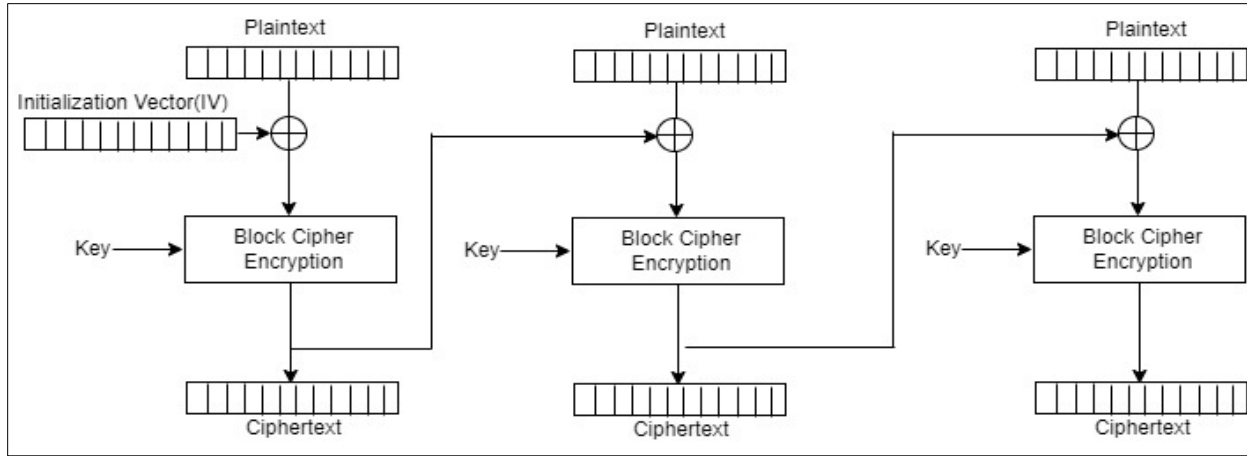 Plaintext
Plaintext
Plaintext
Initialization Vector(IV)
Key
Block Cipher
Encryption
Key
Block Cipher
Encryption
Key
Block Cipher
Encryption
Ciphertext
Ciphertext
Ciphertext